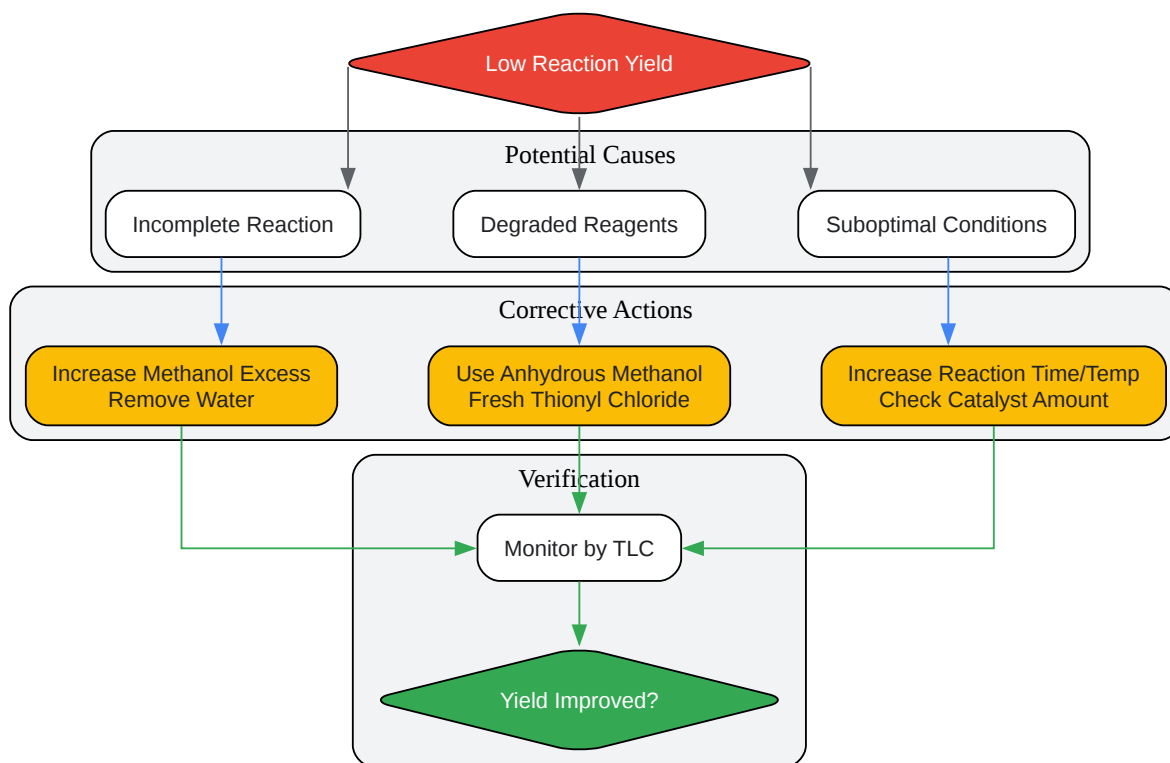 Low Reaction Yield
Potential Causes
Incomplete Reaction
Degraded Reagents
Suboptimal Conditions
Corrective Actions
Increase Methanol Excess
Remove Water
Use Anhydrous Methanol
Fresh Thionyl Chloride
Increase Reaction Time/Temp
Check Catalyst Amount
Verification
Monitor by TLC
Yield Improved?